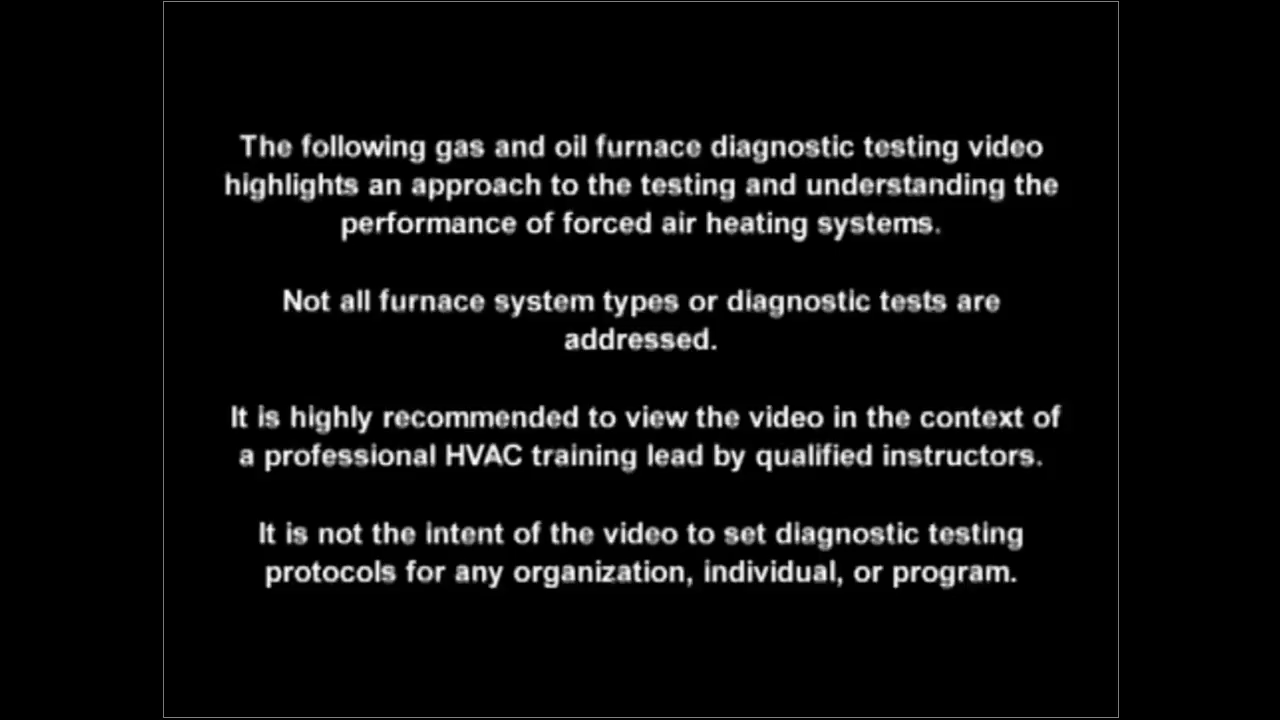 The following gas and oil furnace diagnostic testing video
highlights an approach to the testing and understanding the
performance of forced air heating systems.
Not all furnace system types or diagnostic tests are
addressed.
It is highly recommended to view the video in the context of
a professional HVAC training lead by qualified instructors.
It is not the intent of the video to set diagnostic testing
protocols for any organization, individual, or program.